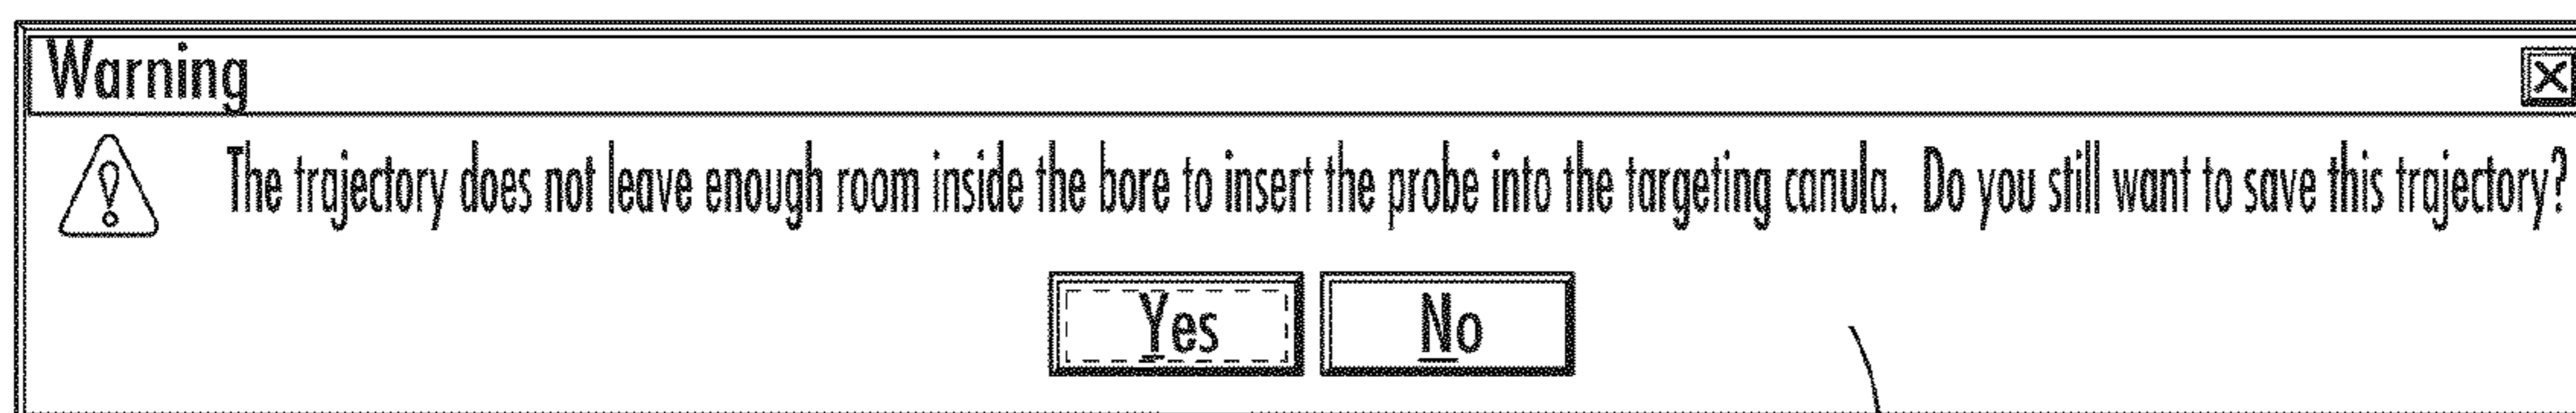 Warning
The trajectory does not leave enough room inside the bore to insert the probe into the targeting canula.  Do you still want to save this trajectory?
Yes No